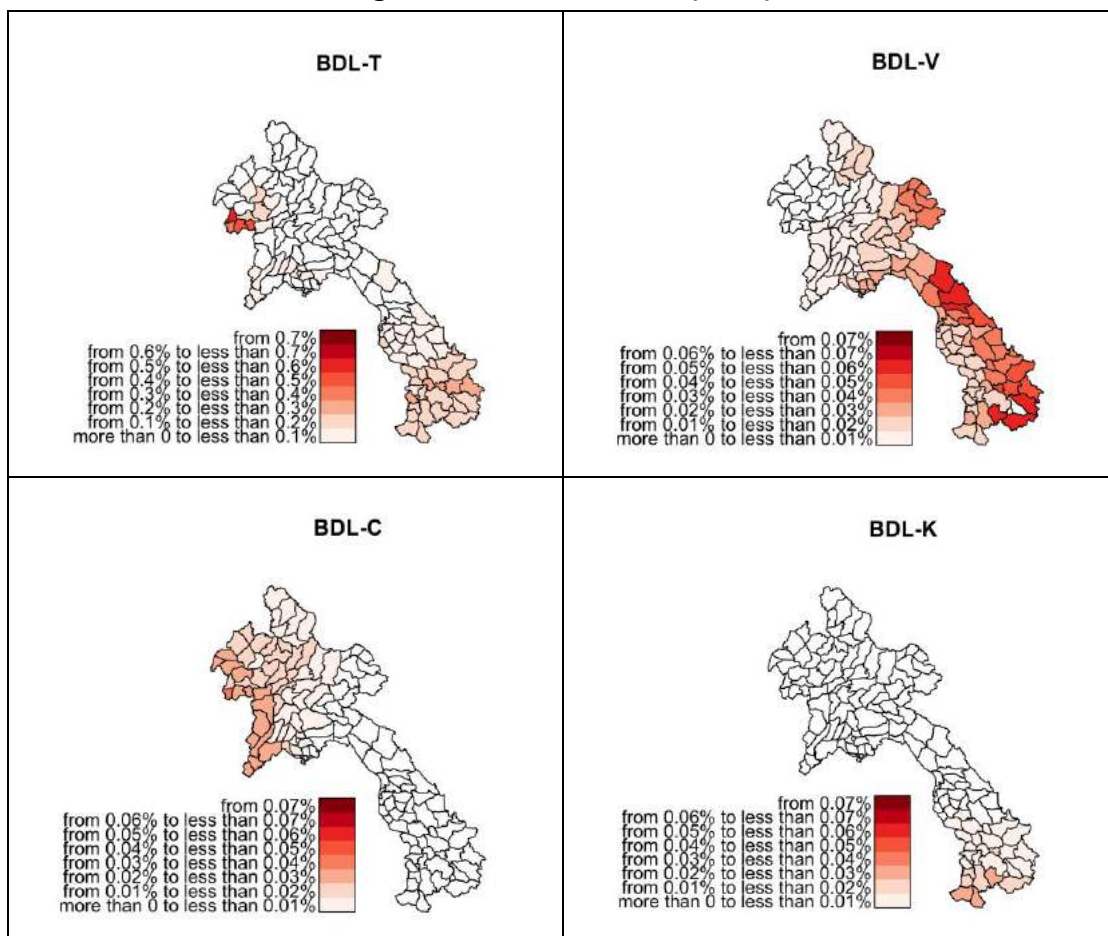 BDL-T
from 0.7%
from 0.6% to less than 0.7%
from 0.5% to less than 0.6%
from 0.4% to less than 0.5%
from 0.3% to less than 0.4%
from 0.2% to less than 0.3%
from 0.1% to less than 0.2%
more than 0 to less than 0.1%
BDL-V
from 0.07%
from 0.06% to less than 0.07%
from 0.05% to less than 0.06%
from 0.04% to less than 0.05%
from 0.03% to less than 0.04%
from 0.02% to less than 0.03%
from 0.01% to less than 0.02%
more than 0 to less than 0.01%
BDL-C
from 0.07%
from 0.06% to less than 0.07%
from 0.05% to less than 0.06%
from 0.04% to less than 0.05%
from 0.03% to less than 0.04%
from 0.02% to less than 0.03%
from 0.01% to less than 0.02%
more than 0 to less than 0.01%
BDL-K
from 0.07%
from 0.06% to less than 0.07%
from 0.05% to less than 0.06%
from 0.04% to less than 0.05%
from 0.03% to less than 0.04%
from 0.02% to less than 0.03%
from 0.01% to less than 0.02%
more than 0 to less than 0.01%